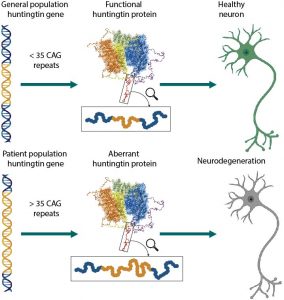 General population
huntingtin gene
Functional
huntingtin protein
Healthy
neuron
< 35 CAG
repeats
Patient population
huntingtin gene
Aberrant
huntingtin protein
Neurodegeneration
> 35 CAG
repeats